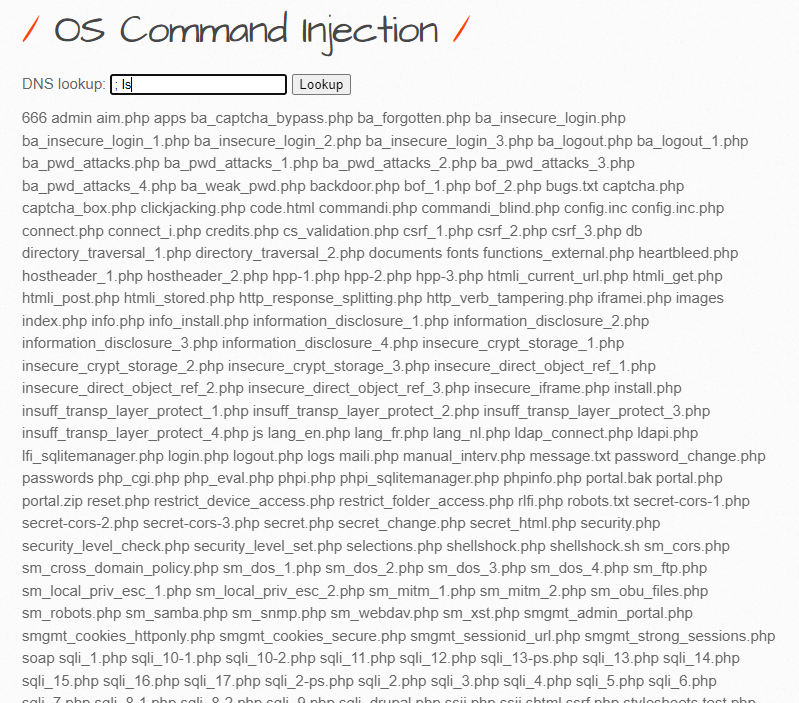 / OS Command Injection /
DNS lookup: ; ls Lookup
666 admin aim.php apps ba_captcha_bypass.php ba_forgotten.php ba_insecure_login.php
ba_insecure_login_1.php ba_insecure_login_2.php ba_insecure_login_3.php ba_logout.php ba_logout_1.php
ba_pwd_attacks.php ba_pwd_attacks_1.php ba_pwd_attacks_2.php ba_pwd_attacks_3.php
ba_pwd_attacks_4.php ba_weak_pwd.php backdoor.php bof_1.php bof_2.php bugs.txt captcha.php
captcha_box.php clickjacking.php code.html commandi.php commandi_blind.php config.inc config.inc.php
connect.php connect_i.php credits.php cs_validation.php csrf_1.php csrf_2.php csrf_3.php db
directory_traversal_1.php directory_traversal_2.php documents fonts functions_external.php heartbleed.php
hostheader_1.php hostheader_2.php hpp-1.php hpp-2.php hpp-3.php htmli_current_url.php htmli_get.php
htmli_post.php htmli_stored.php http_response_splitting.php http_verb_tampering.php iframei.php images
index.php info.php info_install.php information_disclosure_1.php information_disclosure_2.php
information_disclosure_3.php information_disclosure_4.php insecure_crypt_storage_1.php
insecure_crypt_storage_2.php insecure_crypt_storage_3.php insecure_direct_object_ref_1.php
insecure_direct_object_ref_2.php insecure_direct_object_ref_3.php insecure_iframe.php install.php
insuff_transp_layer_protect_1.php insuff_transp_layer_protect_2.php insuff_transp_layer_protect_3.php
insuff_transp_layer_protect_4.php js lang_en.php lang_fr.php lang_nl.php ldap_connect.php ldapi.php
lfi_sqlitemanager.php login.php logout.php logs maili.php manual_interv.php message.txt password_change.php
passwords php_cgi.php php_eval.php phpi.php phpi_sqlitemanager.php phpinfo.php portal.bak portal.php
portal.zip reset.php restrict_device_access.php restrict_folder_access.php rlfi.php robots.txt secret-cors-1.php
secret-cors-2.php secret-cors-3.php secret.php secret_change.php secret_html.php security.php
security_level_check.php security_level_set.php selections.php shellshock.php shellshock.sh sm_cors.php
sm_cross_domain_policy.php sm_dos_1.php sm_dos_2.php sm_dos_3.php sm_dos_4.php sm_ftp.php
sm_local_priv_esc_1.php sm_local_priv_esc_2.php sm_mitm_1.php sm_mitm_2.php sm_obu_files.php
sm_robots.php sm_samba.php sm_snmp.php sm_webdav.php sm_xst.php smgmt_admin_portal.php
smgmt_cookies_httponly.php smgmt_cookies_secure.php smgmt_sessionid_url.php smgmt_strong_sessions.php
soap sqli_1.php sqli_10-1.php sqli_10-2.php sqli_11.php sqli_12.php sqli_13-ps.php sqli_13.php sqli_14.php
sqli_15.php sqli_16.php sqli_17.php sqli_2-ps.php sqli_2.php sqli_3.php sqli_4.php sqli_5.php sqli_6.php
sqli_7.php sqli_8-1.php sqli_8-2.php sqli_9.php sqli_drupal.php ssii.php ssii.shtml ssrf.php stylesheets test.php